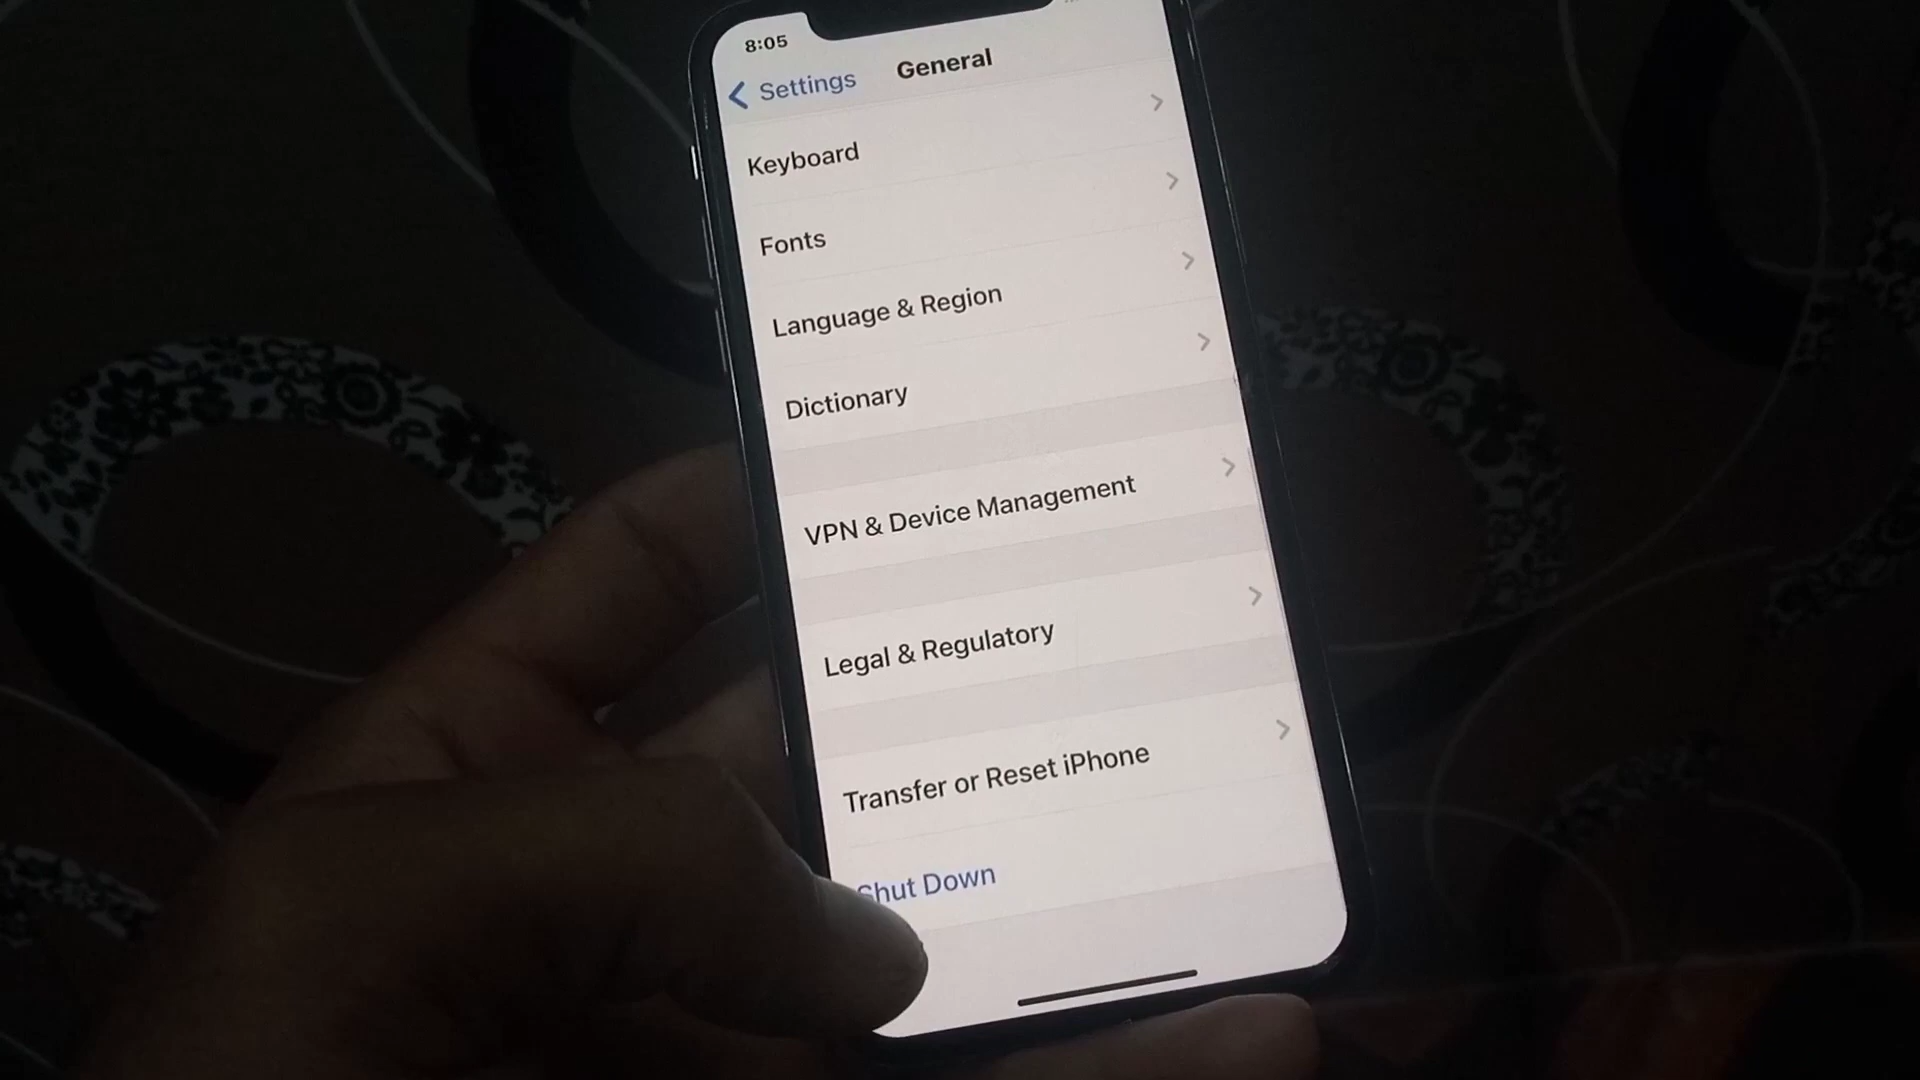 8:05
Settings
General
Keyboard
Fonts
Language & Region
Dictionary
VPN & Device Management
Legal & Regulatory
Transfer or Reset iPhone
Shut Down